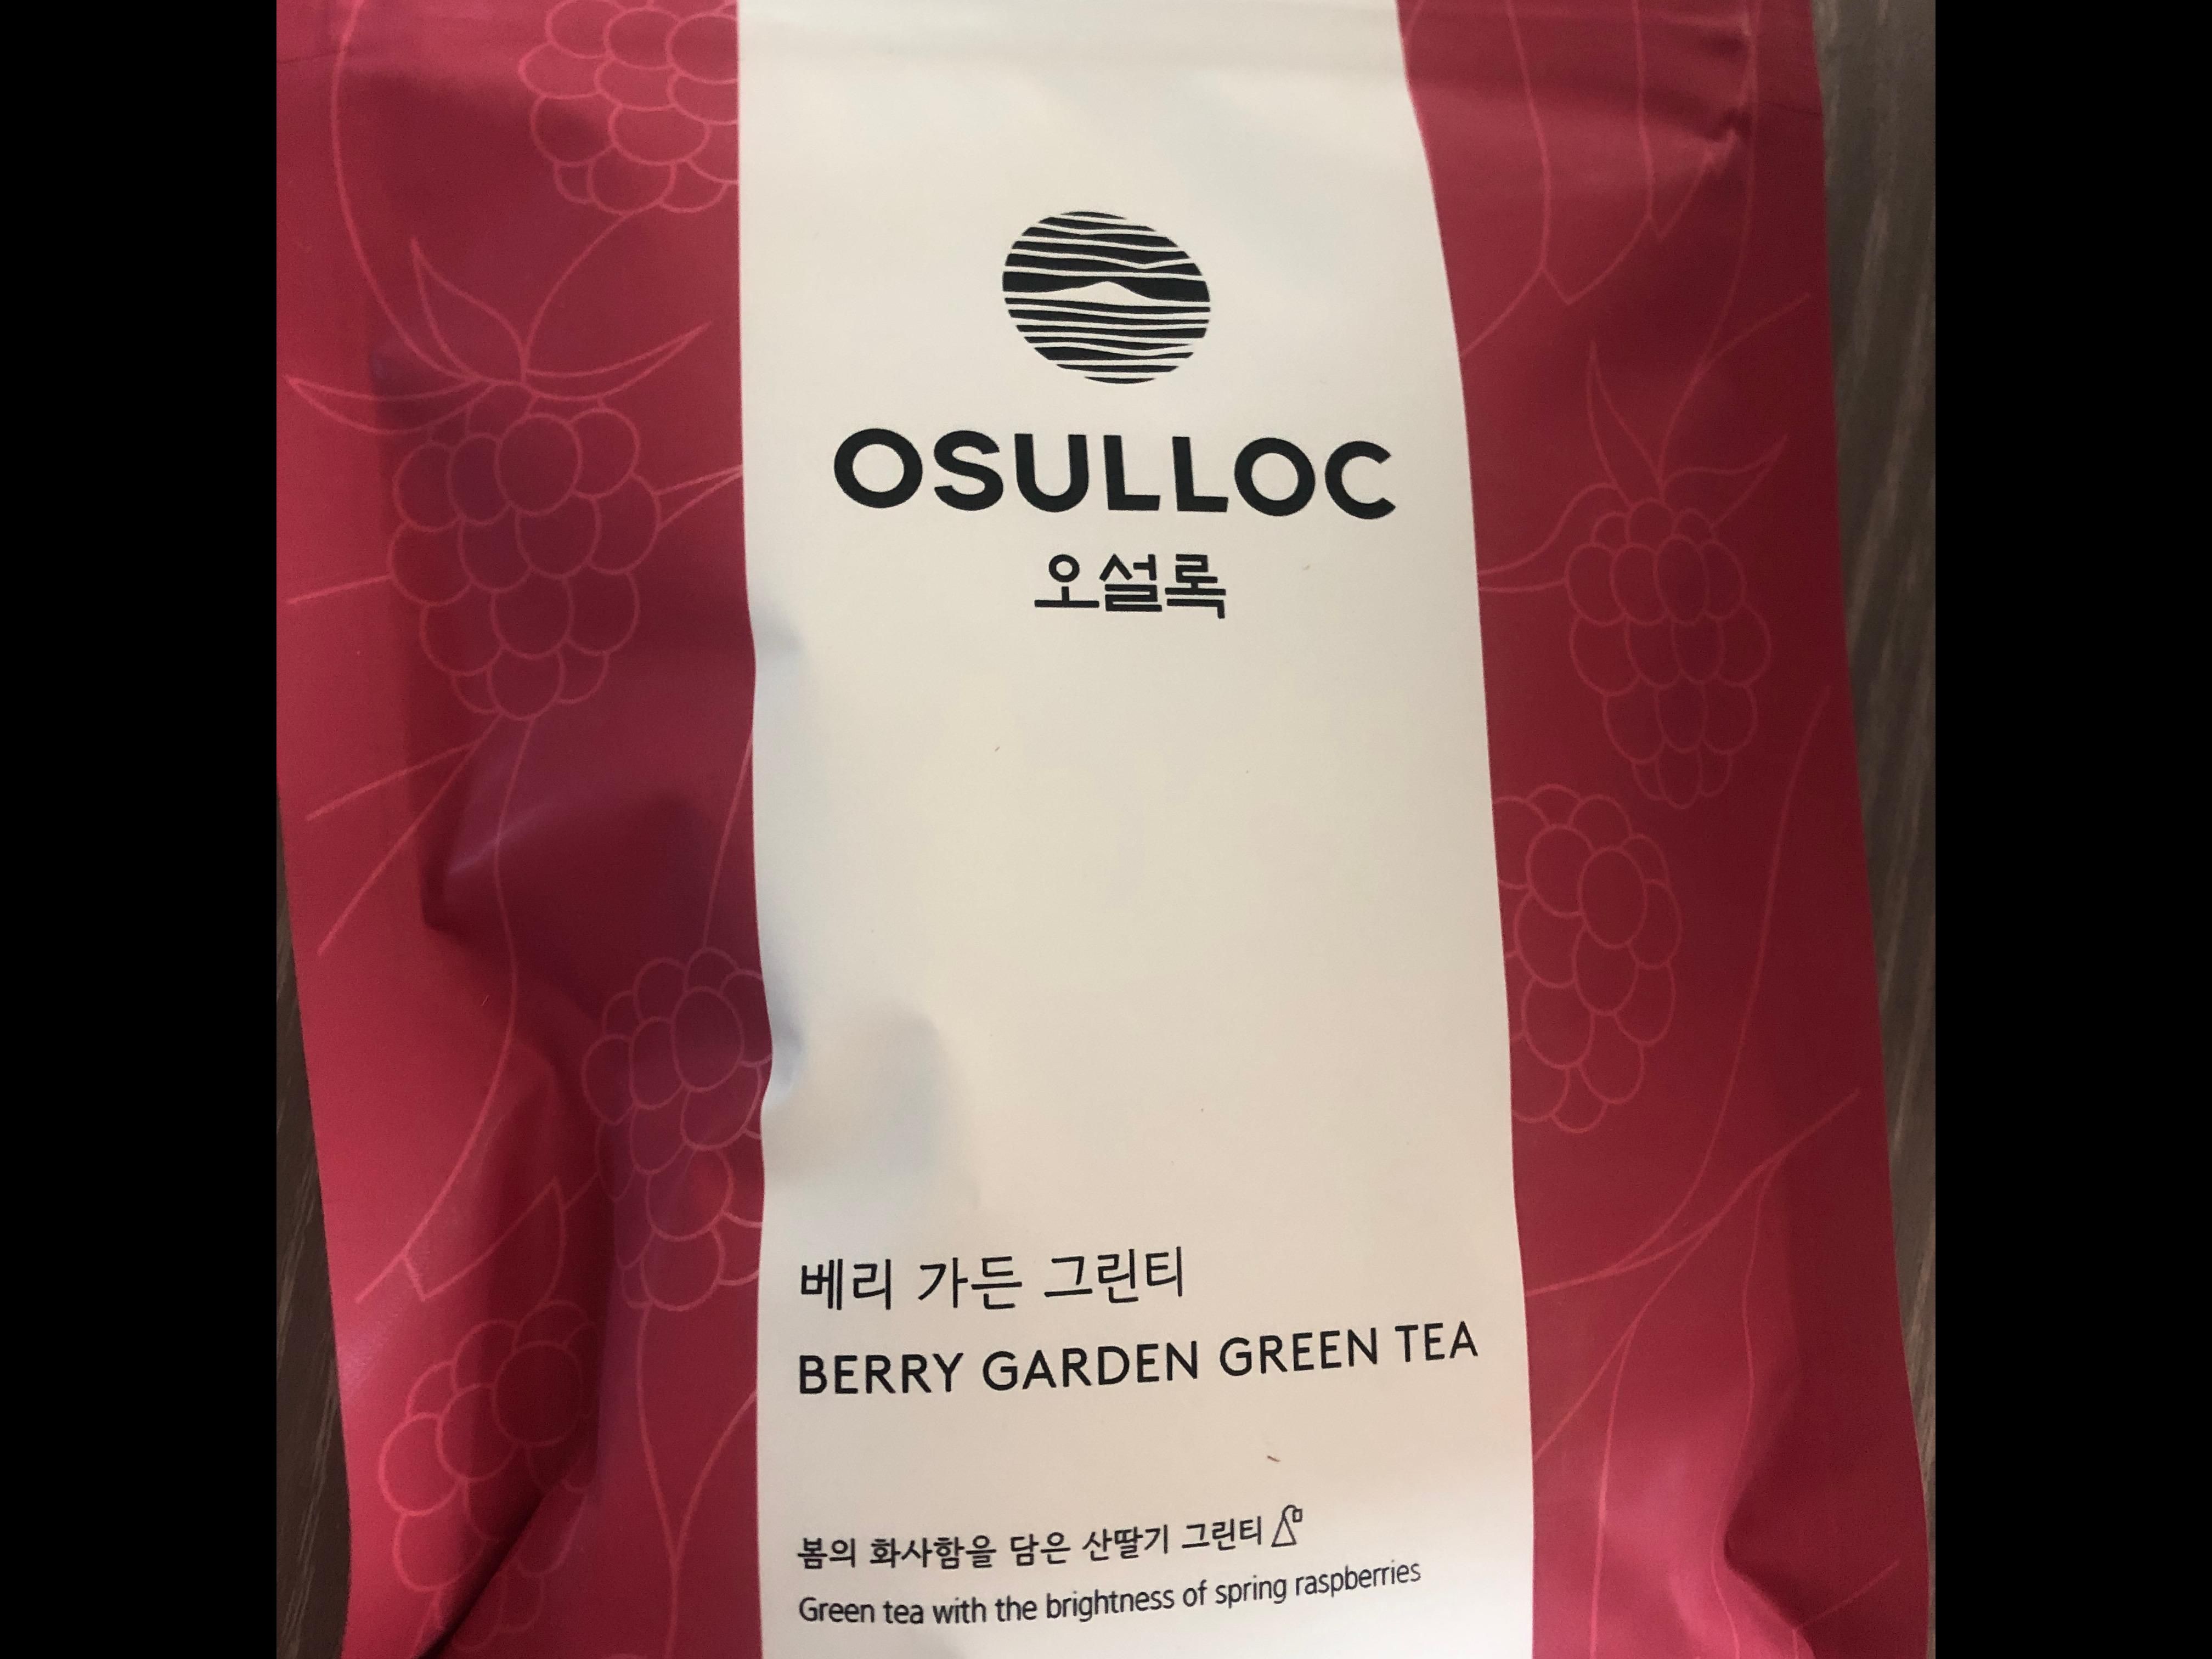 OSULLOC
오설록
베리 가든 그린티
BERRY GARDEN GREEN TEA
봄의 화사함을 담은 산딸기 그린티
Green tea with the brightness of spring raspberries